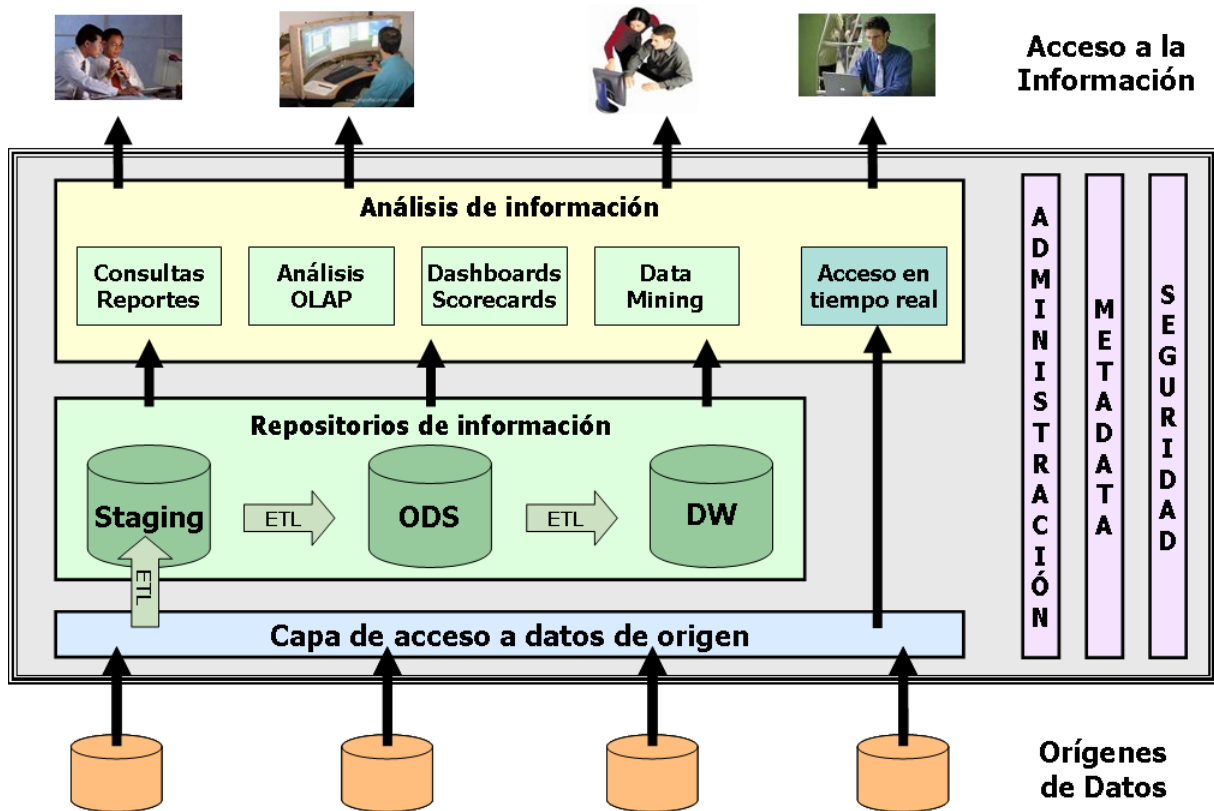 Acceso a la
Información
Análisis de información
Consultas
Reportes
Análisis
OLAP
Dashboards
Scorecards
Data
Mining
Acceso en
tiempo real
Repositorios de información
Staging
ETL
ODS
ETL
DW
ETL
Capa de acceso a datos de origen
ADMINISTRACIÓN
METADATA
SEGURIDAD
Orígenes
de Datos